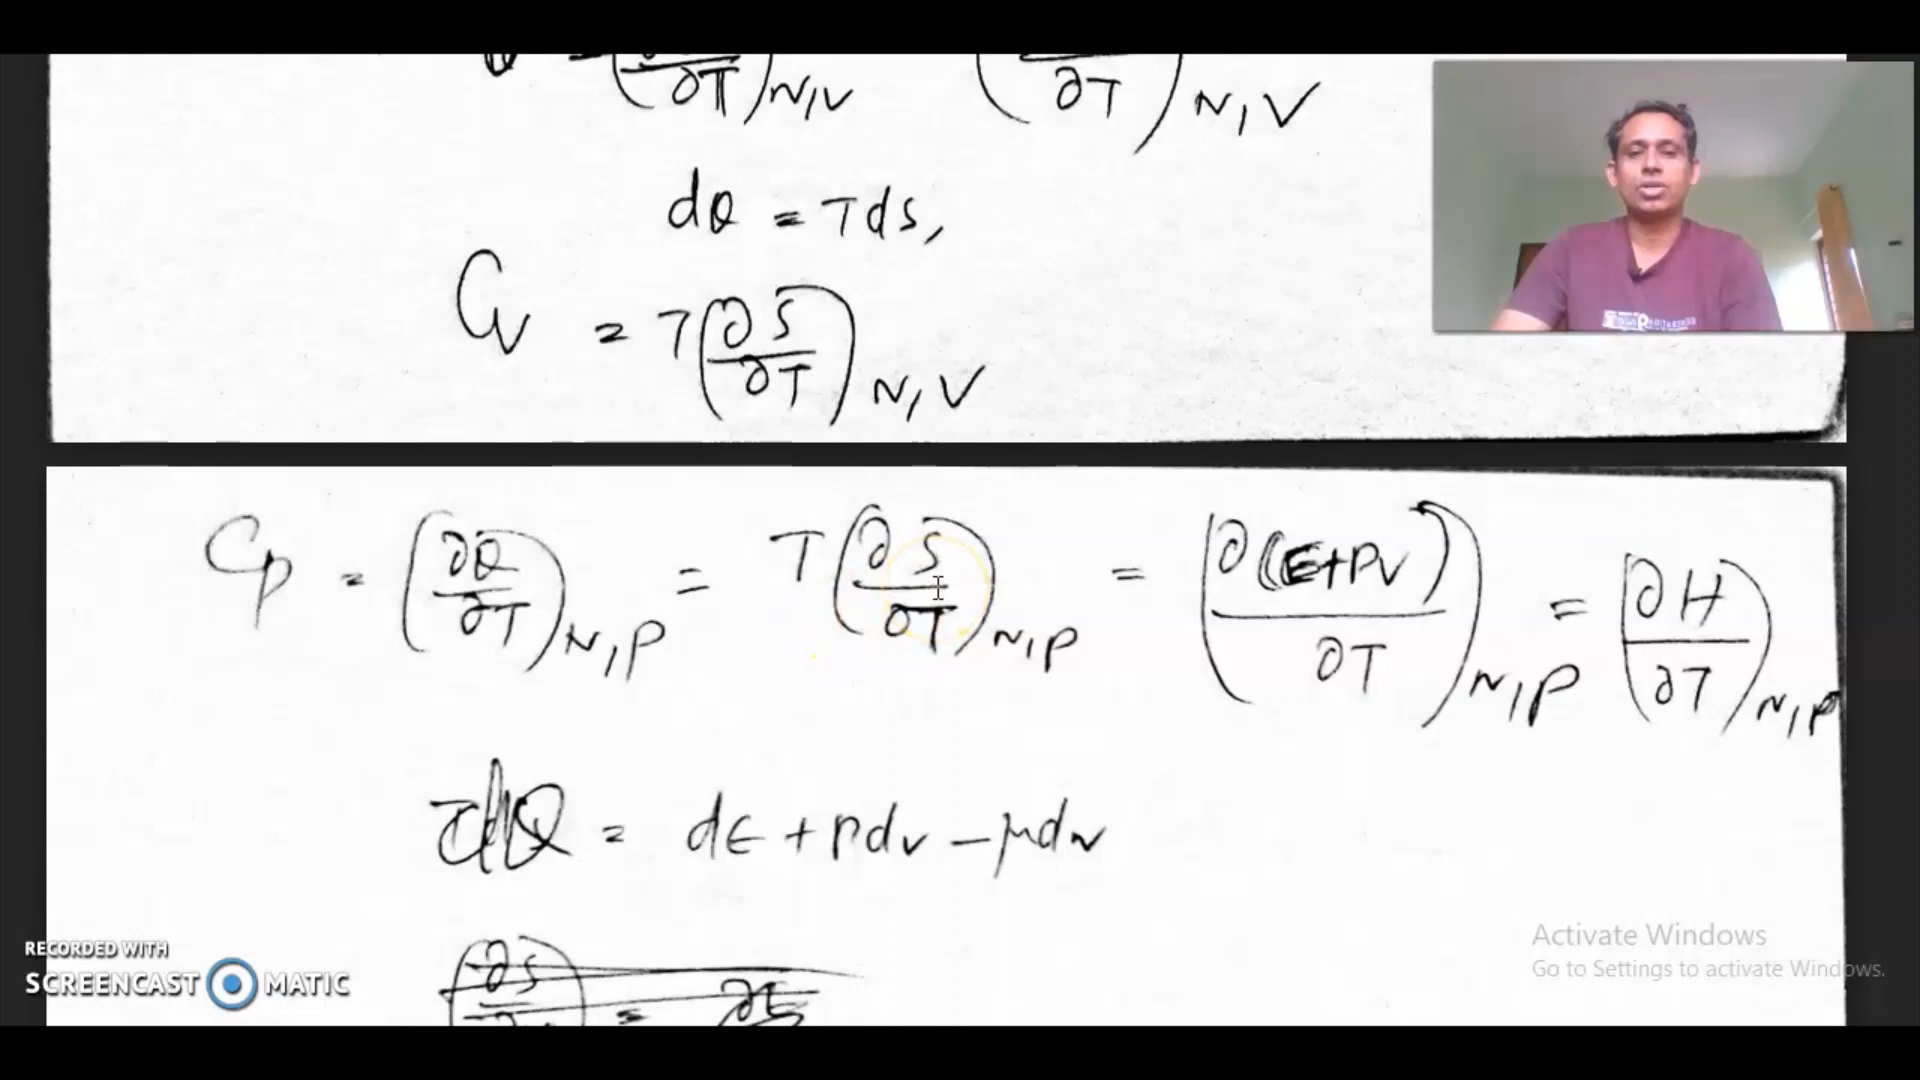 (∂T)N,V (∂T)N,V
dQ = TdS,
Cv = T(∂S/∂T)N,V
Cp = (∂Q/∂T)N,P = T(∂S/∂T)N,P = (∂(E+PV)/∂T)N,P = (∂H/∂T)N,P
dQ = dE + PdV - μdN
∂S
RECORDED WITH
SCREENCAST MATIC
Activate Windows
Go to Settings to activate Windows.